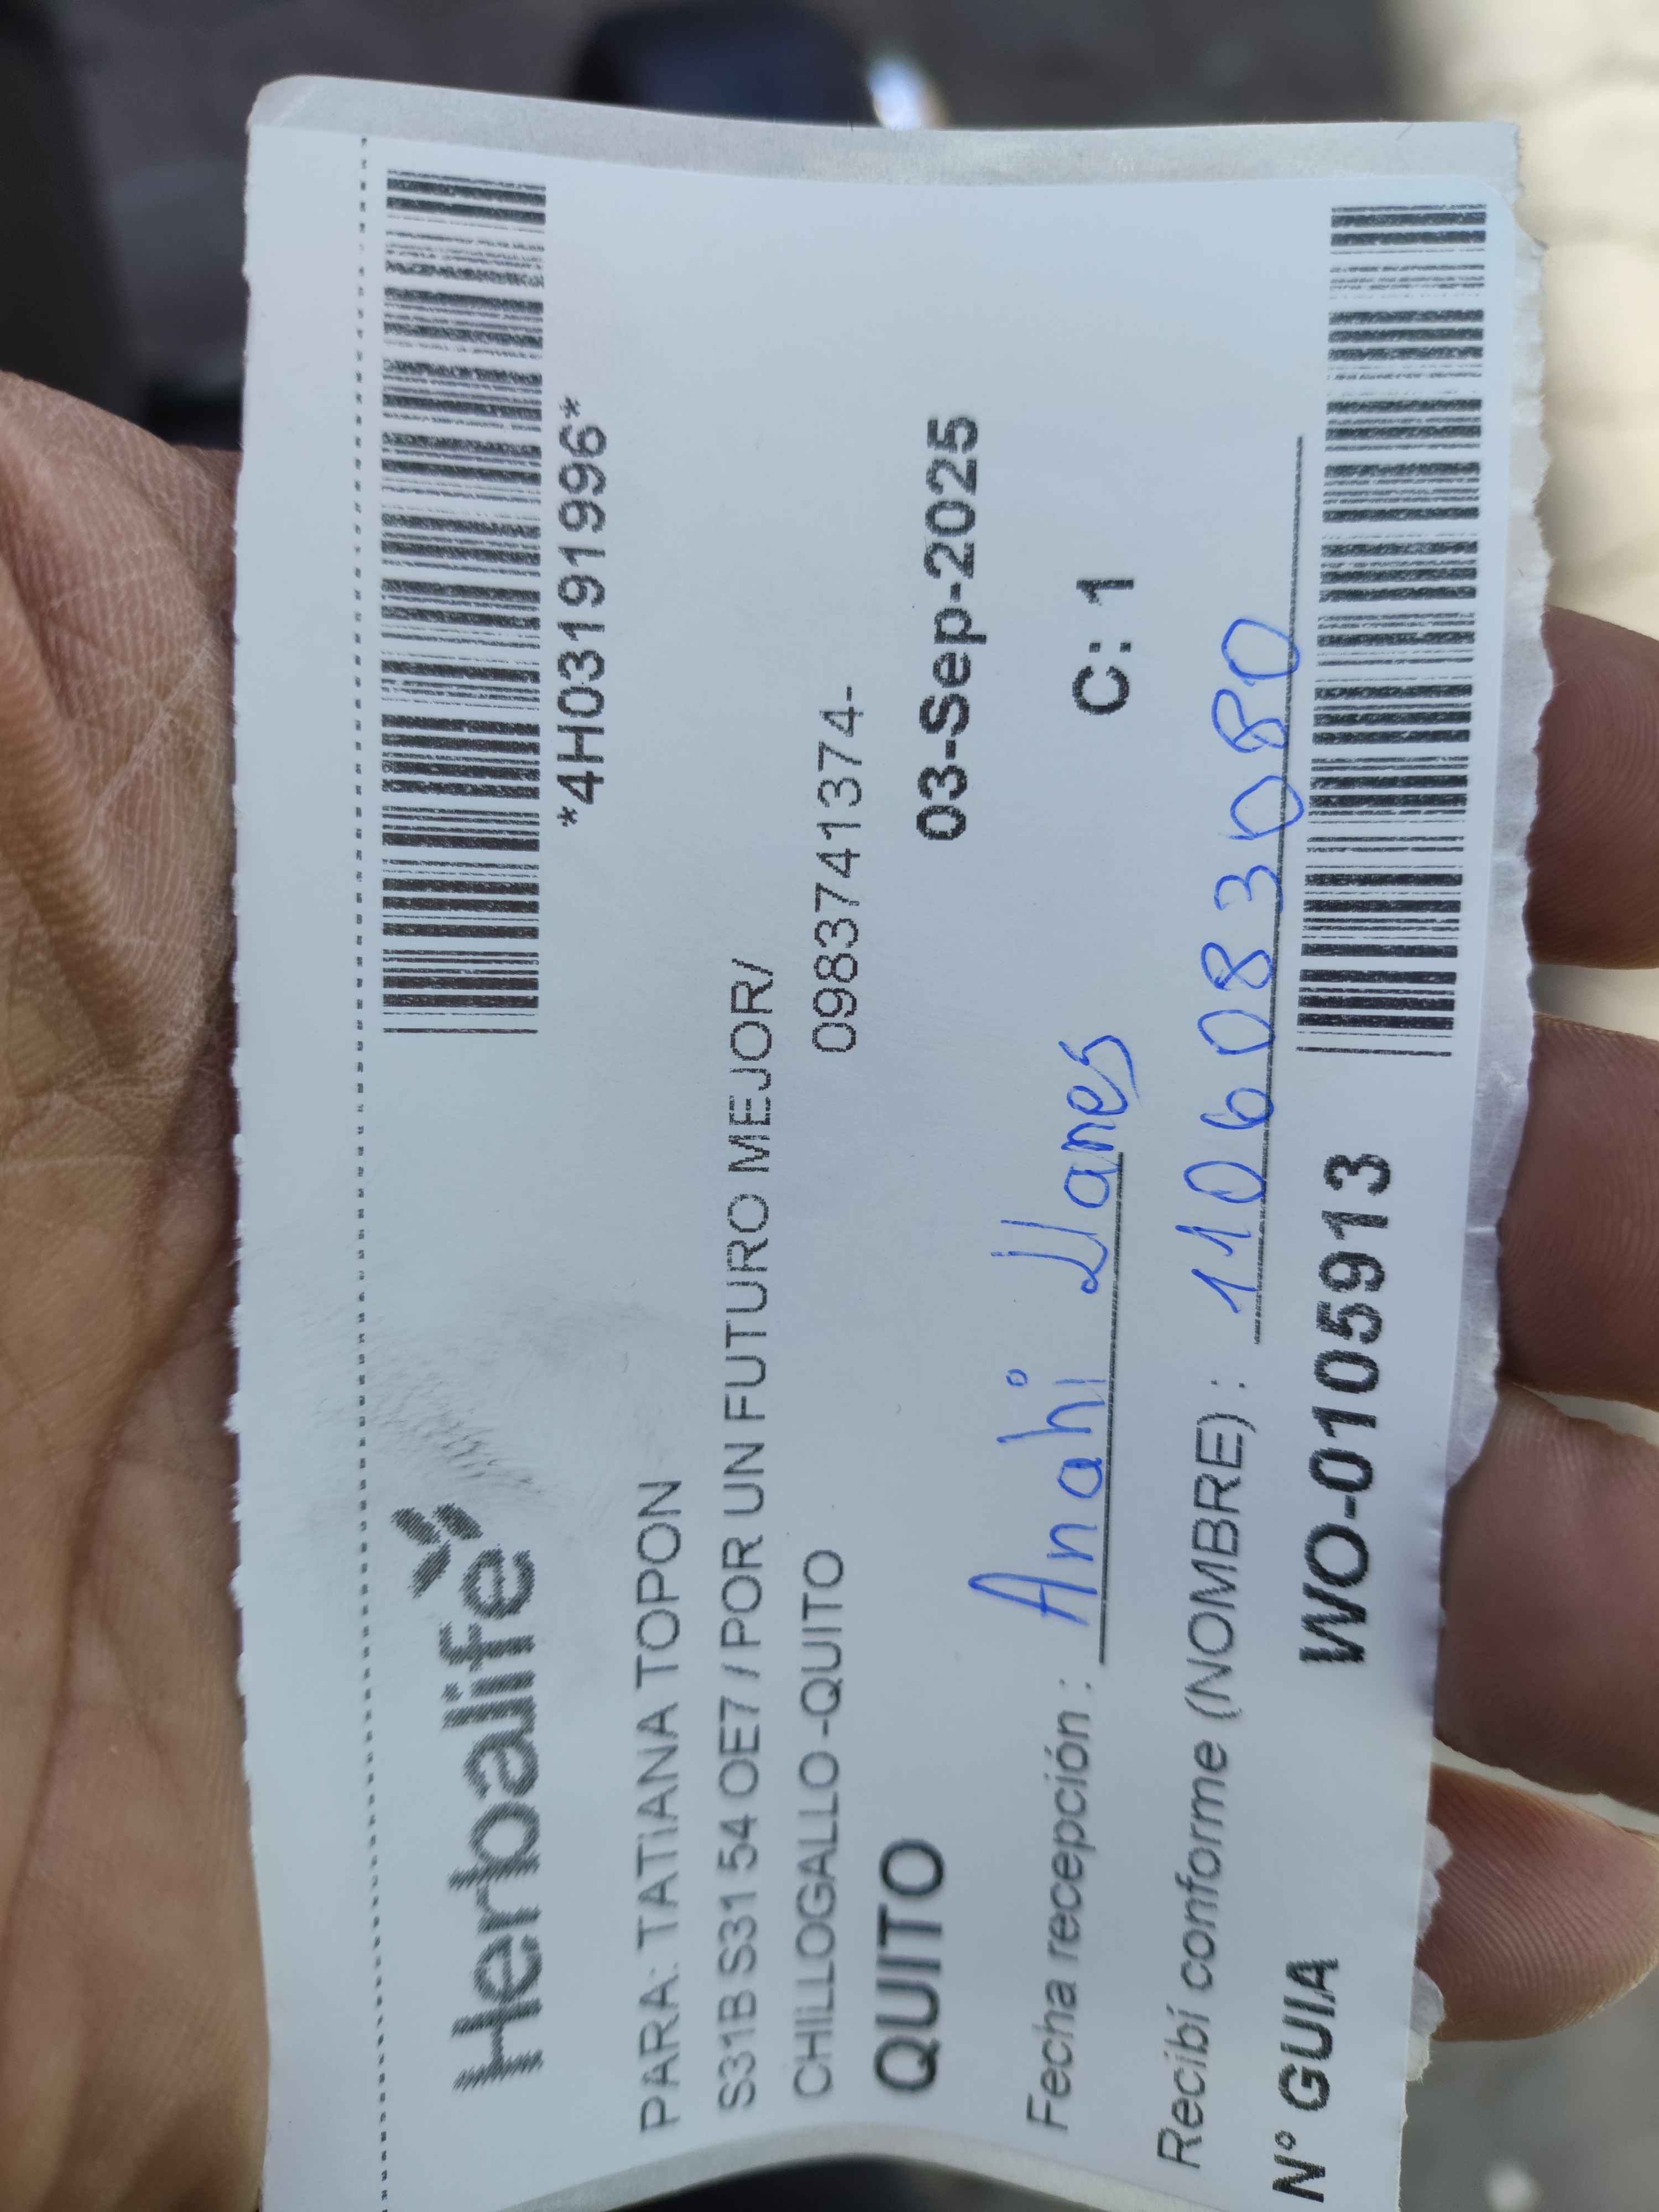 Herbalife
*4H03191996*
PARA: TATIANA TOPON
S31B S31 54 OE7 / POR UN FUTURO MEJOR/
CHILLOGALLO -QUITO 0983741374-
QUITO 03-Sep-2025
Fecha recepción : Anahi Llanes C: 1
Recibí conforme (NOMBRE) : 1106083080
N° GUIA WO-0105913